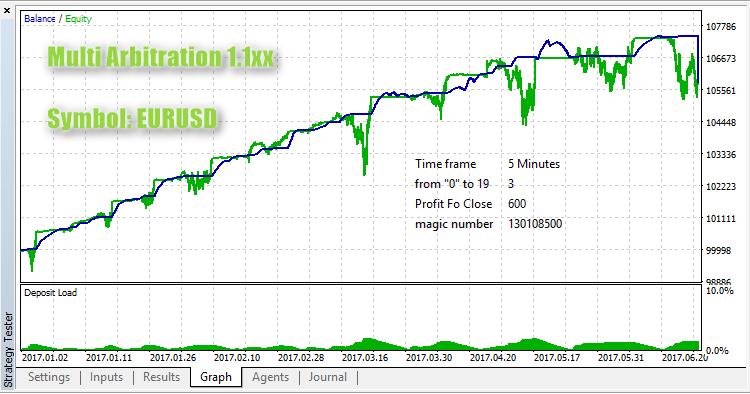 Balance / Equity
107786
Multi Arbitration 1.1xx
106673
105561
Symbol: EURUSD
104448
Time frame 5 Minutes
103336
from "0" to 19 3
102223
Profit Fo Close 600
magic number 130108500
101111
99998
98886
Deposit Load
10.0%
0.0%
2017.01.02 2017.01.11 2017.01.26 2017.02.10 2017.02.28 2017.03.16 2017.03.30 2017.04.20 2017.05.17 2017.05.31 2017.06.20
Strategy Tester
Settings Inputs Results Graph Agents Journal